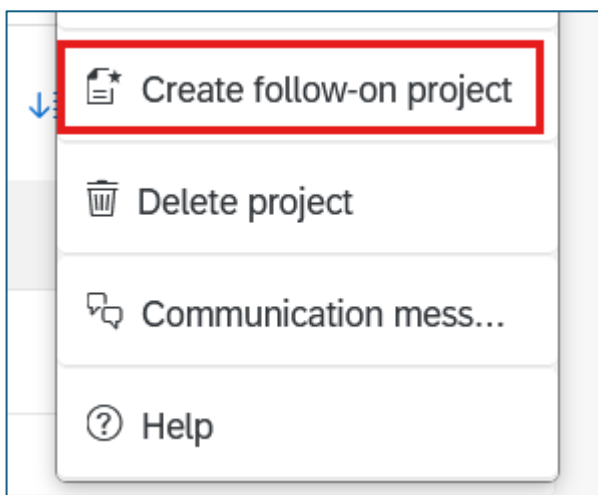 Create follow-on project
Delete project
Communication mess...
Help